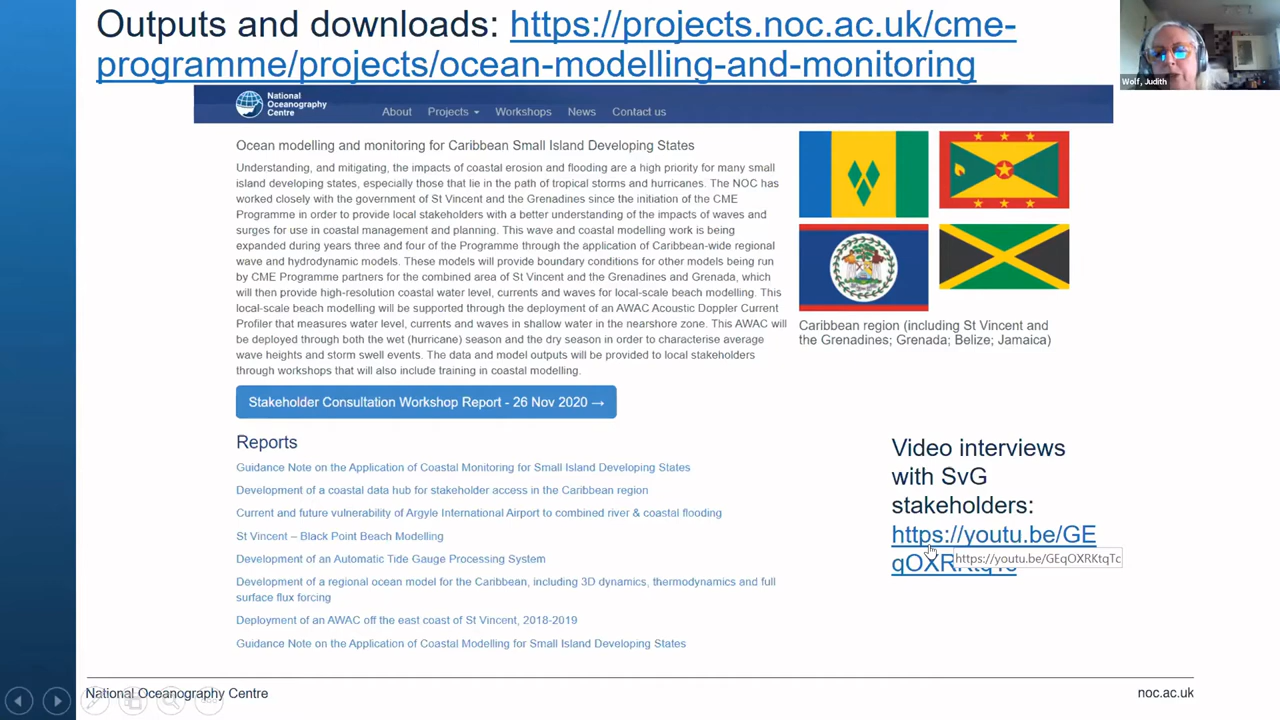 Outputs and downloads: https://projects.noc.ac.uk/cme-
programme/projects/ocean-modelling-and-monitoring
Wolf, Judith
National
Oceanography
Centre
About Projects Workshops News Contact us
Ocean modelling and monitoring for Caribbean Small Island Developing States
Understanding, and mitigating, the impacts of coastal erosion and flooding are a high priority for many small
island developing states, especially those that lie in the path of tropical storms and hurricanes. The NOC has
worked closely with the government of St Vincent and the Grenadines since the initiation of the CME
Programme in order to provide local stakeholders with a better understanding of the impacts of waves and
surges for use in coastal management and planning. This wave and coastal modelling work is being
expanded during years three and four of the Programme through the application of Caribbean-wide regional
wave and hydrodynamic models. These models will provide boundary conditions for other models being run
by CME Programme partners for the combined area of St Vincent and the Grenadines and Grenada, which
will then provide high-resolution coastal water level, currents and waves for local-scale beach modelling. This
local-scale beach modelling will be supported through the deployment of an AWAC Acoustic Doppler Current
Profiler that measures water level, currents and waves in shallow water in the nearshore zone. This AWAC will
be deployed through both the wet (hurricane) season and the dry season in order to characterise average
wave heights and storm swell events. The data and model outputs will be provided to local stakeholders
through workshops that will also include training in coastal modelling.
Caribbean region (including St Vincent and
the Grenadines; Grenada; Belize; Jamaica)
Stakeholder Consultation Workshop Report - 26 Nov 2020 →
Reports
Guidance Note on the Application of Coastal Monitoring for Small Island Developing States
Development of a coastal data hub for stakeholder access in the Caribbean region
Current and future vulnerability of Argyle International Airport to combined river & coastal flooding
St Vincent – Black Point Beach Modelling
Development of an Automatic Tide Gauge Processing System
Development of a regional ocean model for the Caribbean, including 3D dynamics, thermodynamics and full
surface flux forcing
Deployment of an AWAC off the east coast of St Vincent, 2018-2019
Guidance Note on the Application of Coastal Modelling for Small Island Developing States
Video interviews
with SvG
stakeholders:
https://youtu.be/GE
qOXRKtqTc
https://youtu.be/GEqOXRKtqTc
National Oceanography Centre
noc.ac.uk